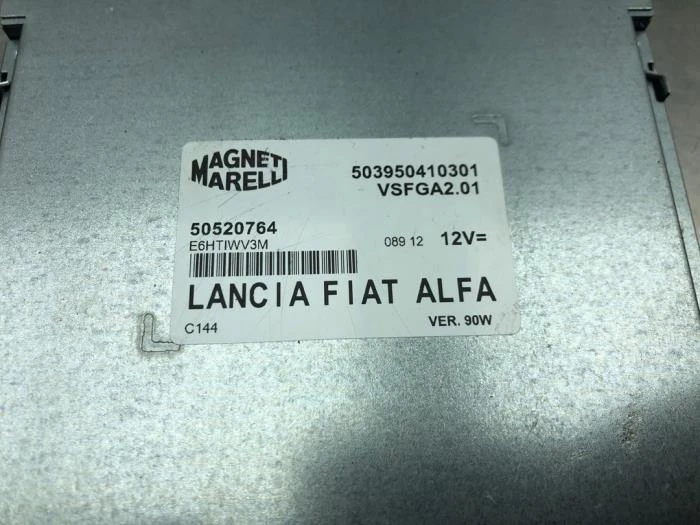 MAGNETI
MARELLI
503950410301
VSFGA2.01
50520764
E6HTIWV3M
089 12 12V=
LANCIA FIAT ALFA
C144 VER. 90W